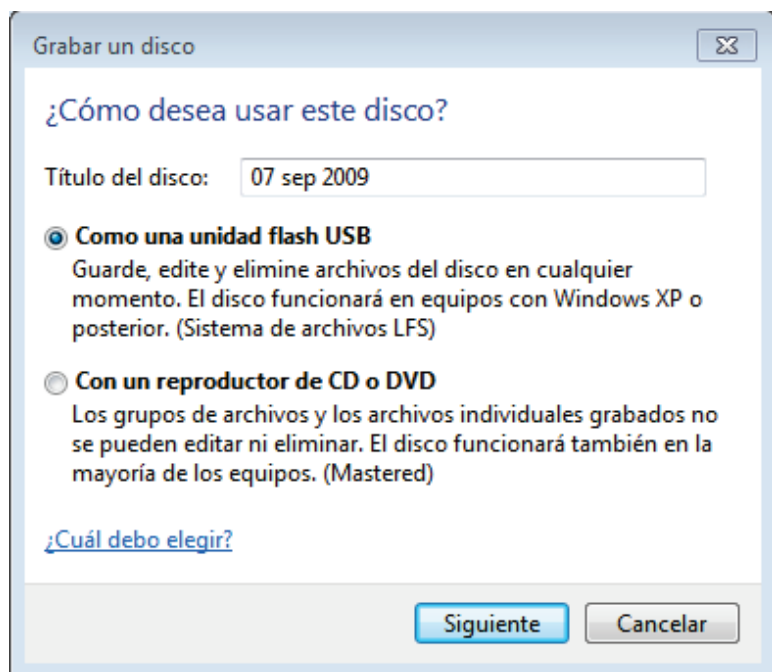 Grabar un disco
¿Cómo desea usar este disco?
Título del disco: 07 sep 2009
Como una unidad flash USB
Guarde, edite y elimine archivos del disco en cualquier
momento. El disco funcionará en equipos con Windows XP o
posterior. (Sistema de archivos LFS)
Con un reproductor de CD o DVD
Los grupos de archivos y los archivos individuales grabados no
se pueden editar ni eliminar. El disco funcionará también en la
mayoría de los equipos. (Mastered)
¿Cuál debo elegir?
Siguiente Cancelar